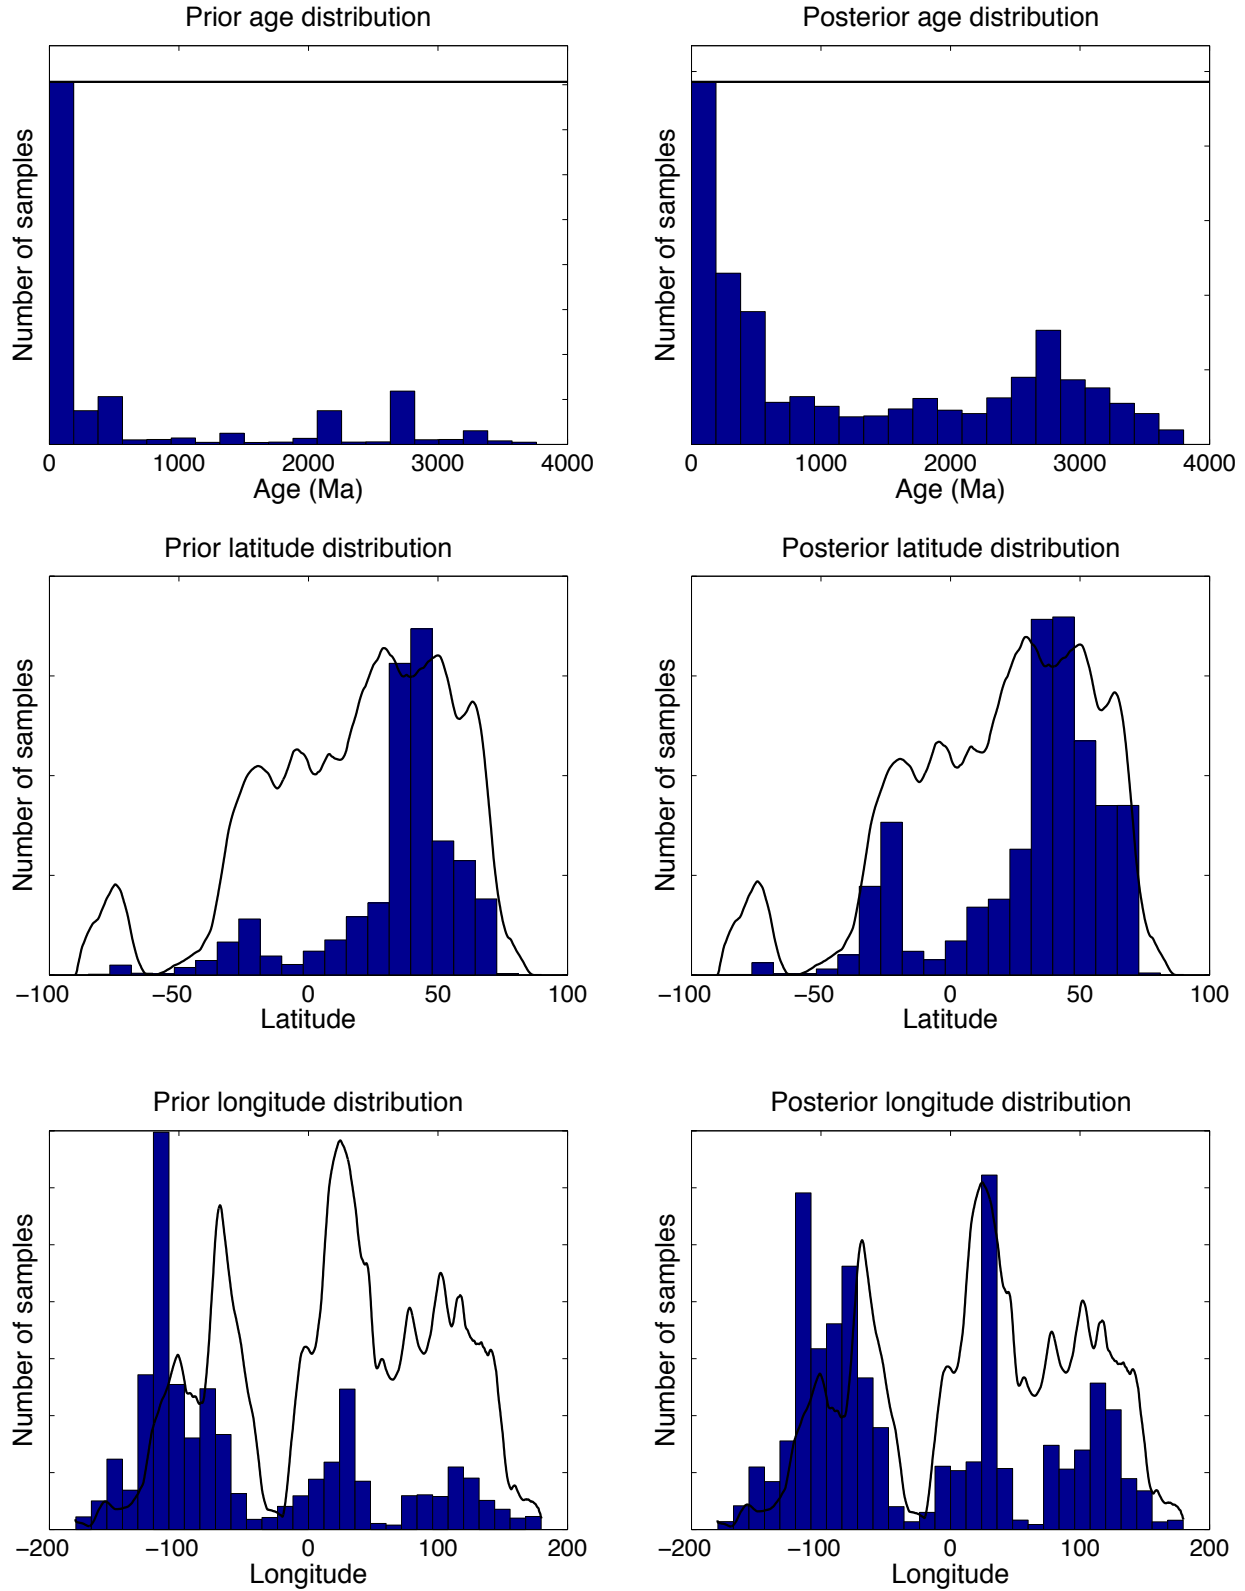 Prior age distribution
Number of samples
0 1000 2000 3000 4000
Age (Ma)
Posterior age distribution
Number of samples
0 1000 2000 3000 4000
Age (Ma)
Prior latitude distribution
Number of samples
−100 −50 0 50 100
Latitude
Posterior latitude distribution
Number of samples
−100 −50 0 50 100
Latitude
Prior longitude distribution
Number of samples
−200 −100 0 100 200
Longitude
Posterior longitude distribution
Number of samples
−200 −100 0 100 200
Longitude